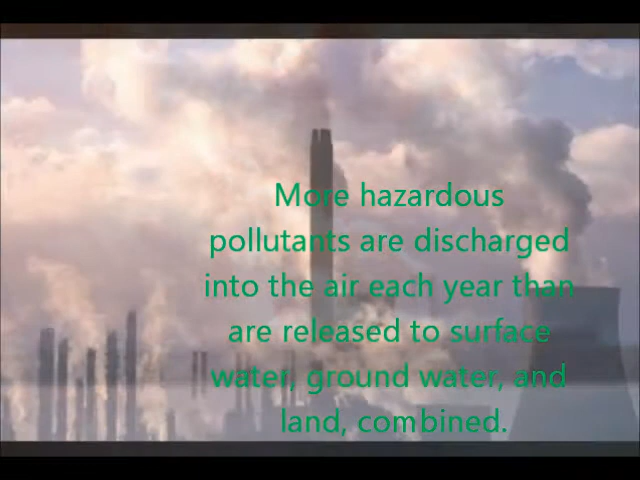 More hazardous
pollutants are discharged
into the air each year than
are released to surface
water, ground water, and
land, combined.